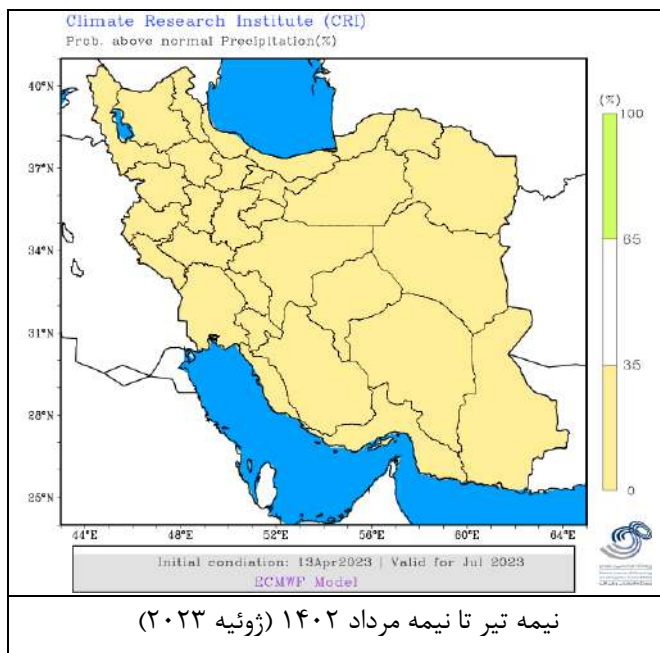 Climate Research Institute (CRI)
Prob. above normal Precipitation(%)
40°N
37°N
34°N
31°N
28°N
25°N
44°E
48°E
52°E
56°E
60°E
64°E
(%)
100
65
35
0
Initial condiation: 13Apr2023 | Valid for Jul 2023
ECMWF Model
نیمه تیر تا نیمه مرداد ۱۴۰۲ (ژوئیه ۲۰۲۳)